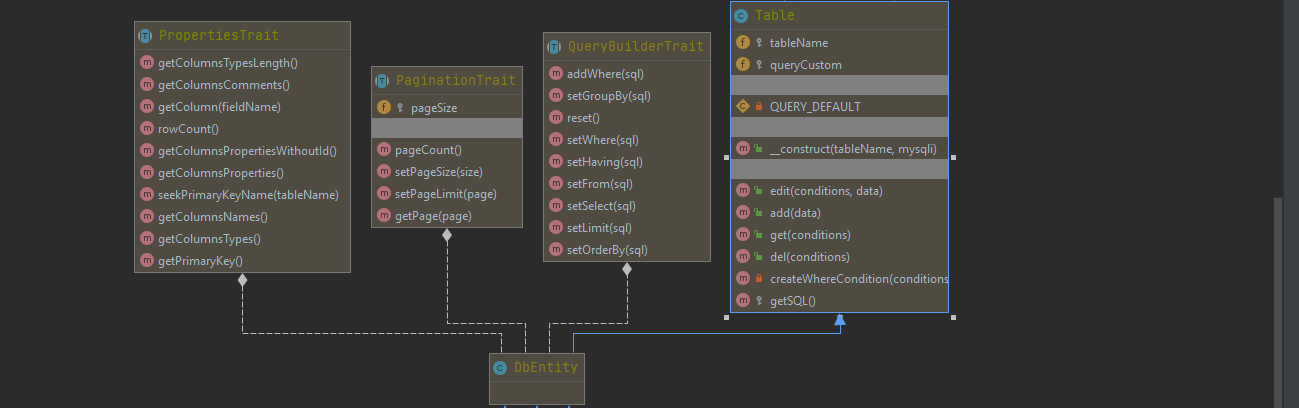 PropertiesTrait
getColumnsTypesLength()
getColumnsComments()
getColumn(fieldName)
rowCount()
getColumnsPropertiesWithoutId()
getColumnsProperties()
seekPrimaryKeyName(tableName)
getColumnsNames()
getColumnsTypes()
getPrimaryKey()
PaginationTrait
pageSize
pageCount()
setPageSize(size)
setPageLimit(page)
getPage(page)
QueryBuilderTrait
addWhere(sql)
setGroupBy(sql)
reset()
setWhere(sql)
setHaving(sql)
setFrom(sql)
setSelect(sql)
setLimit(sql)
setOrderBy(sql)
Table
tableName
queryCustom
QUERY_DEFAULT
__construct(tableName, mysqli)
edit(conditions, data)
add(data)
get(conditions)
del(conditions)
createWhereCondition(conditions
getSQL()
DbEntity